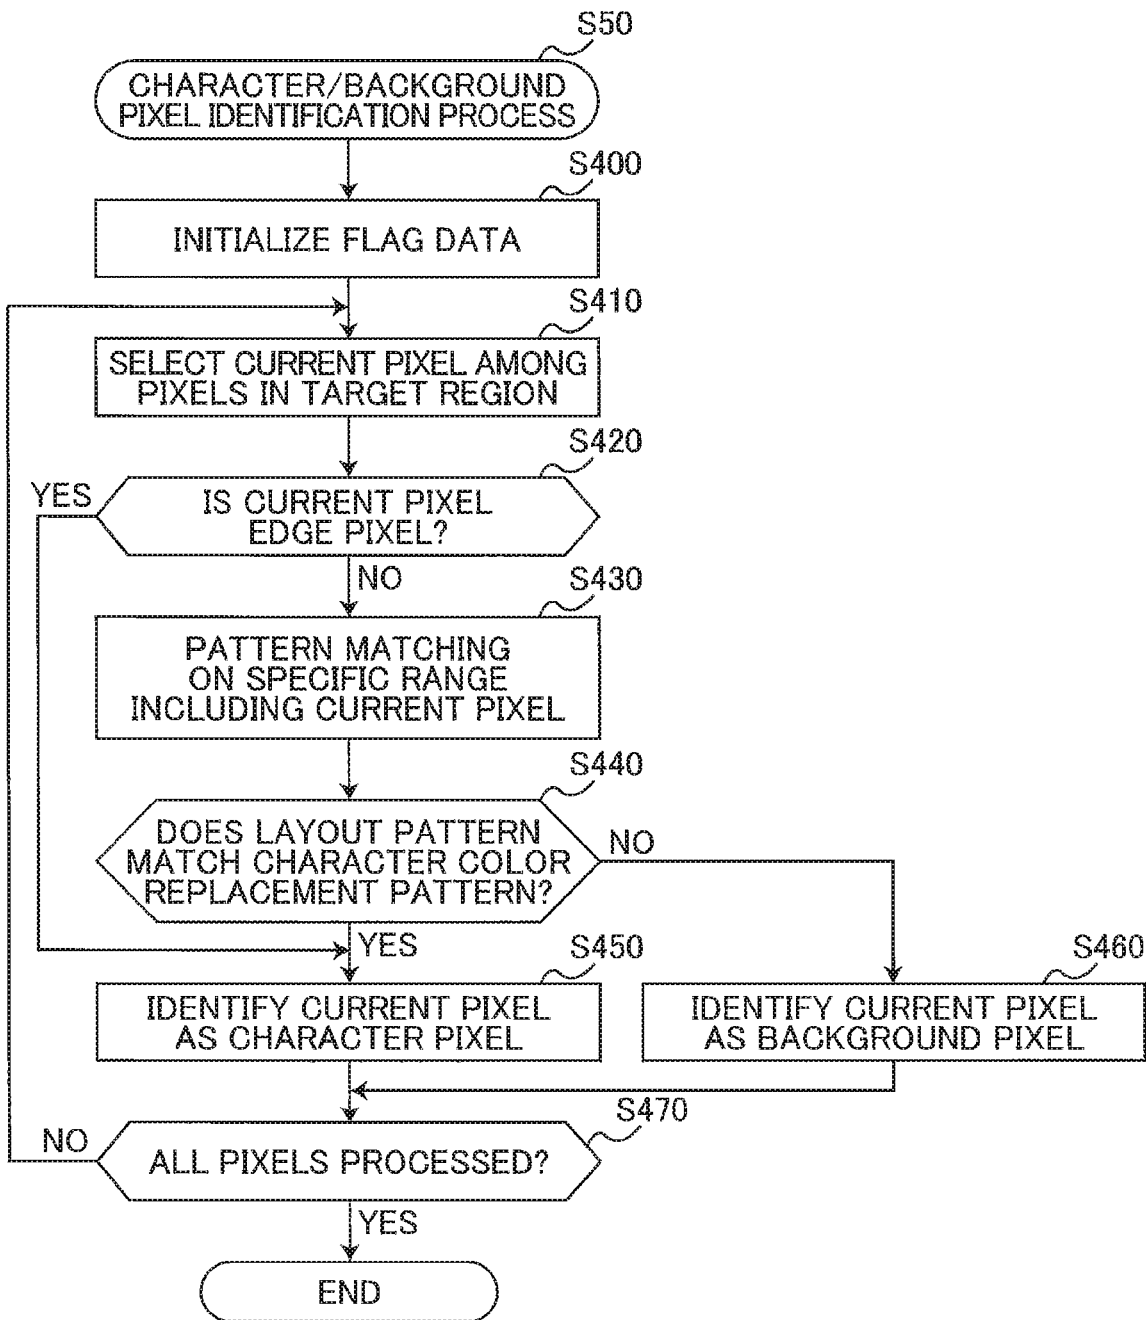 S50
CHARACTER/BACKGROUND
PIXEL IDENTIFICATION PROCESS
S400
INITIALIZE FLAG DATA
S410
SELECT CURRENT PIXEL AMONG
PIXELS IN TARGET REGION
S420
YES
IS CURRENT PIXEL
EDGE PIXEL?
NO
S430
PATTERN MATCHING
ON SPECIFIC RANGE
INCLUDING CURRENT PIXEL
S440
DOES LAYOUT PATTERN
MATCH CHARACTER COLOR
REPLACEMENT PATTERN?
NO
YES
S450
IDENTIFY CURRENT PIXEL
AS CHARACTER PIXEL
S460
IDENTIFY CURRENT PIXEL
AS BACKGROUND PIXEL
S470
NO
ALL PIXELS PROCESSED?
YES
END